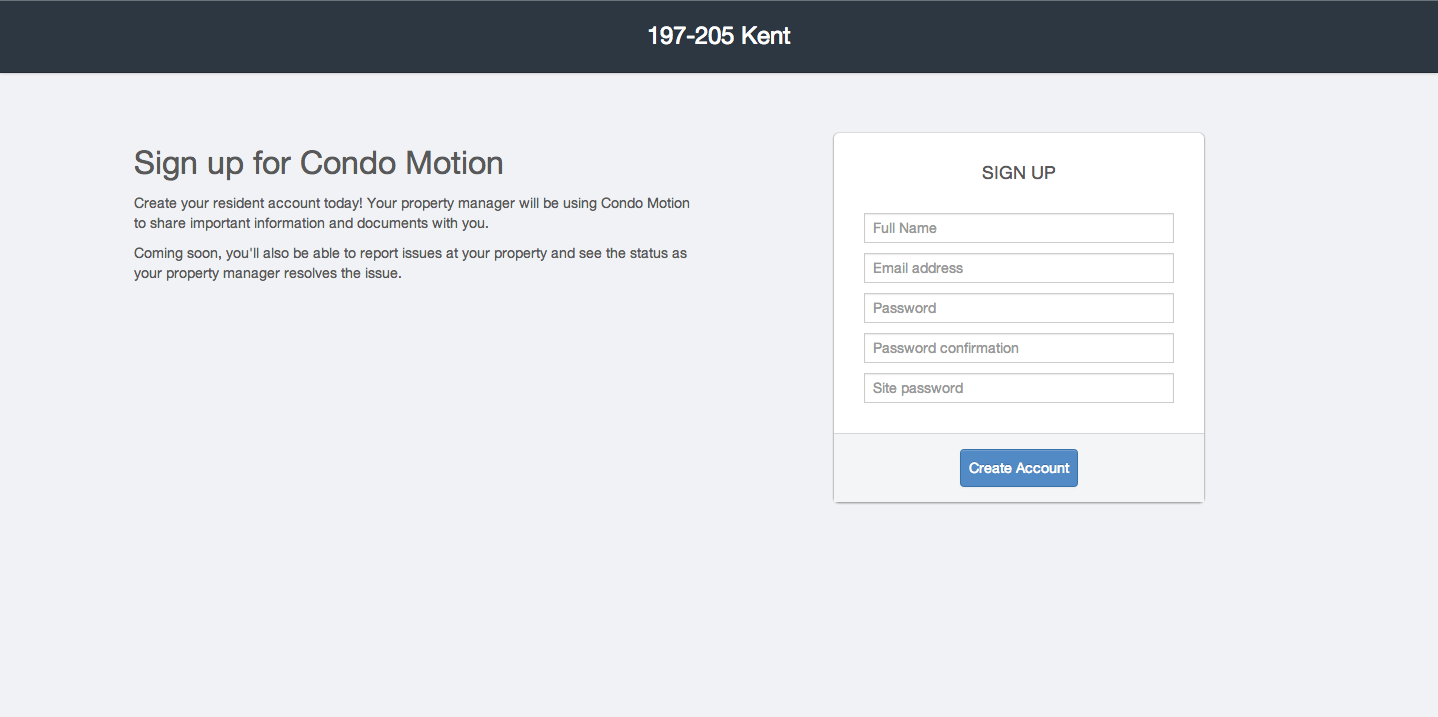 197-205 Kent
Sign up for Condo Motion
Create your resident account today! Your property manager will be using Condo Motion
to share important information and documents with you.
Coming soon, you'll also be able to report issues at your property and see the status as
your property manager resolves the issue.
SIGN UP
Full Name
Email address
Password
Password confirmation
Site password
Create Account